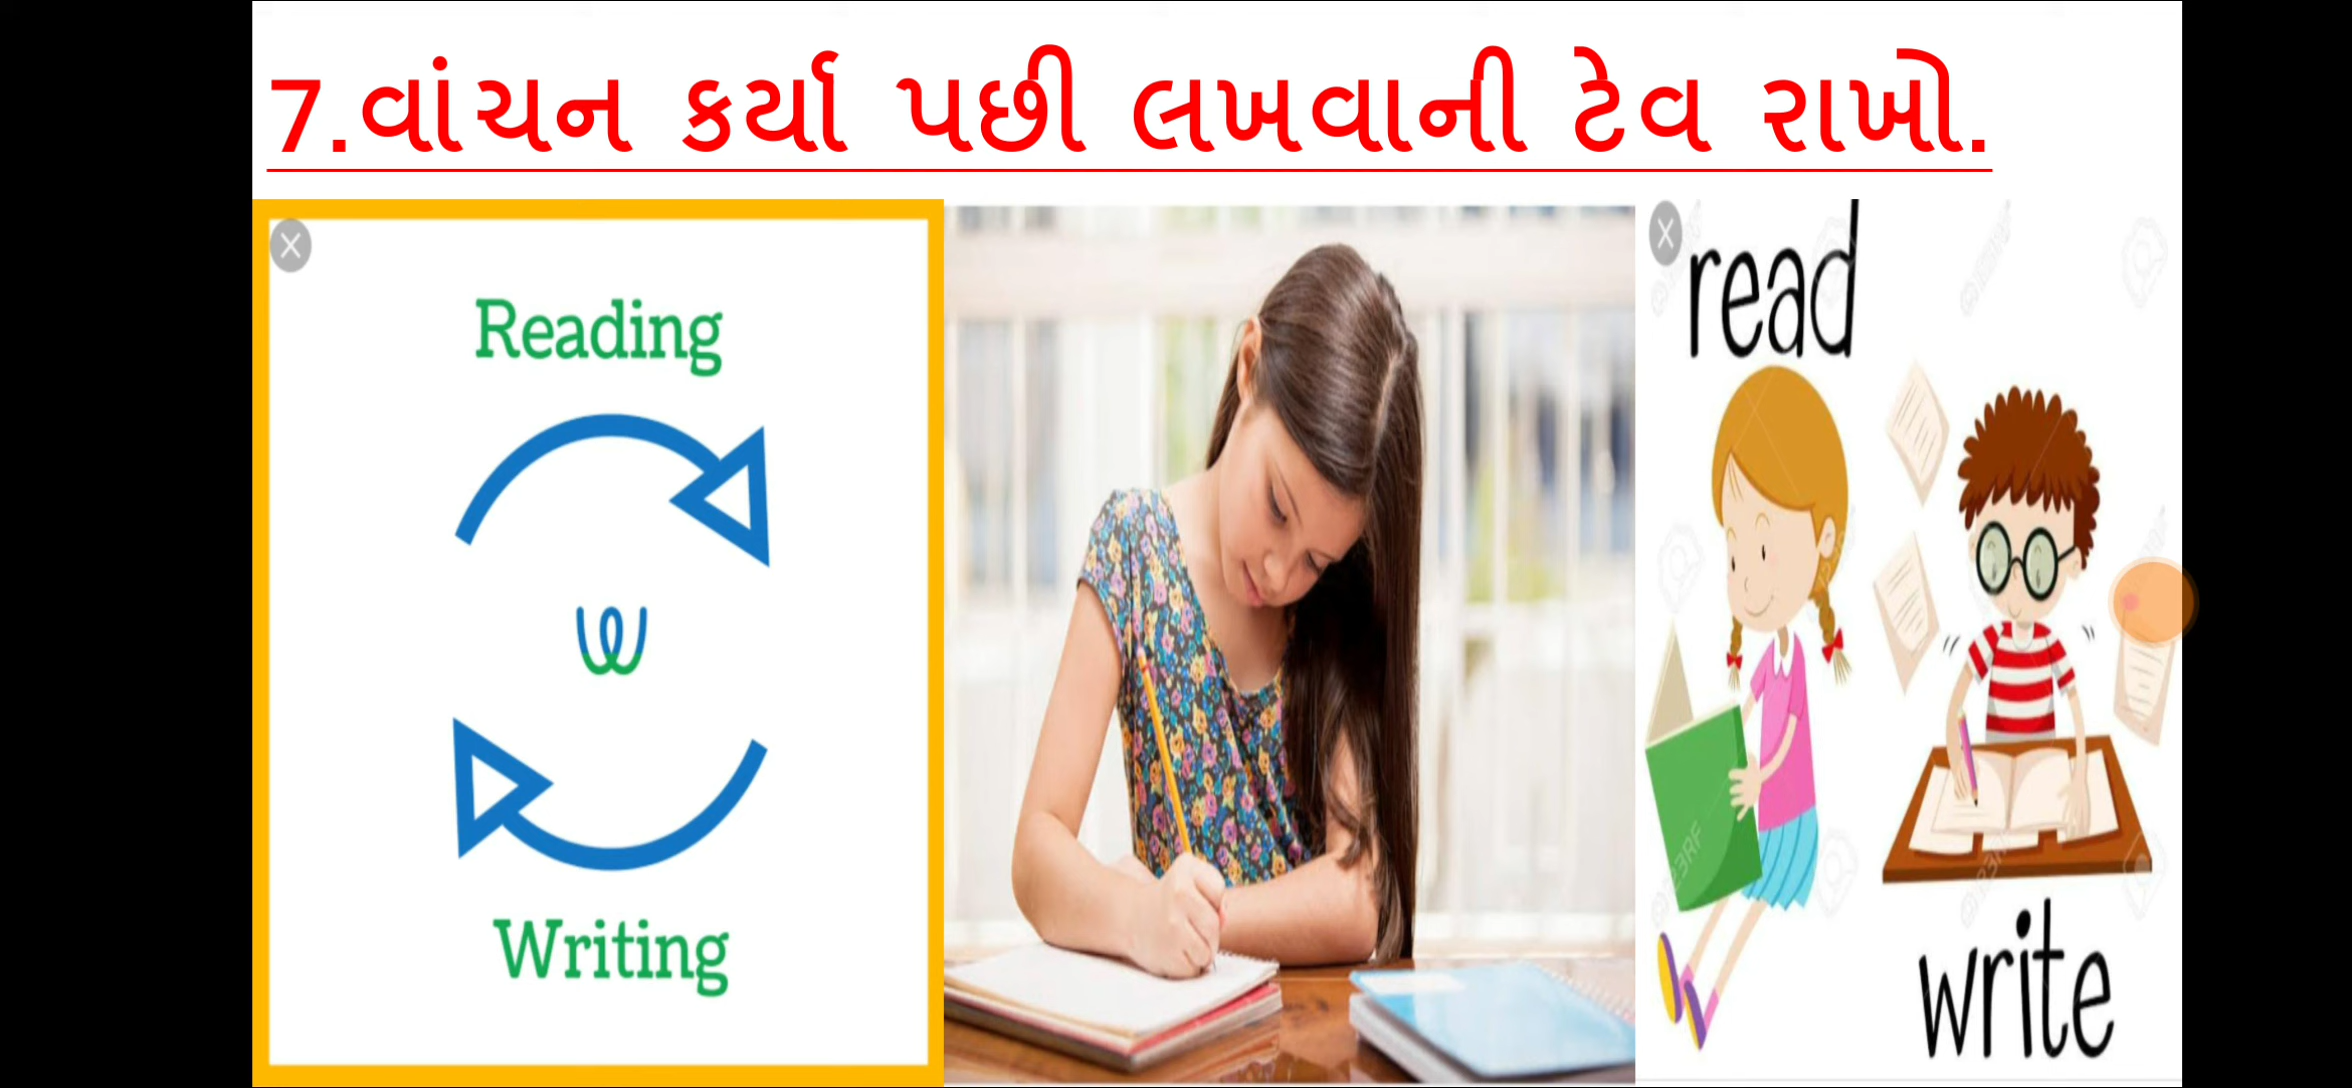 7.વાંચન કર્યા પછી લખવાની ટેવ રાખો.
Reading
Writing
read
write